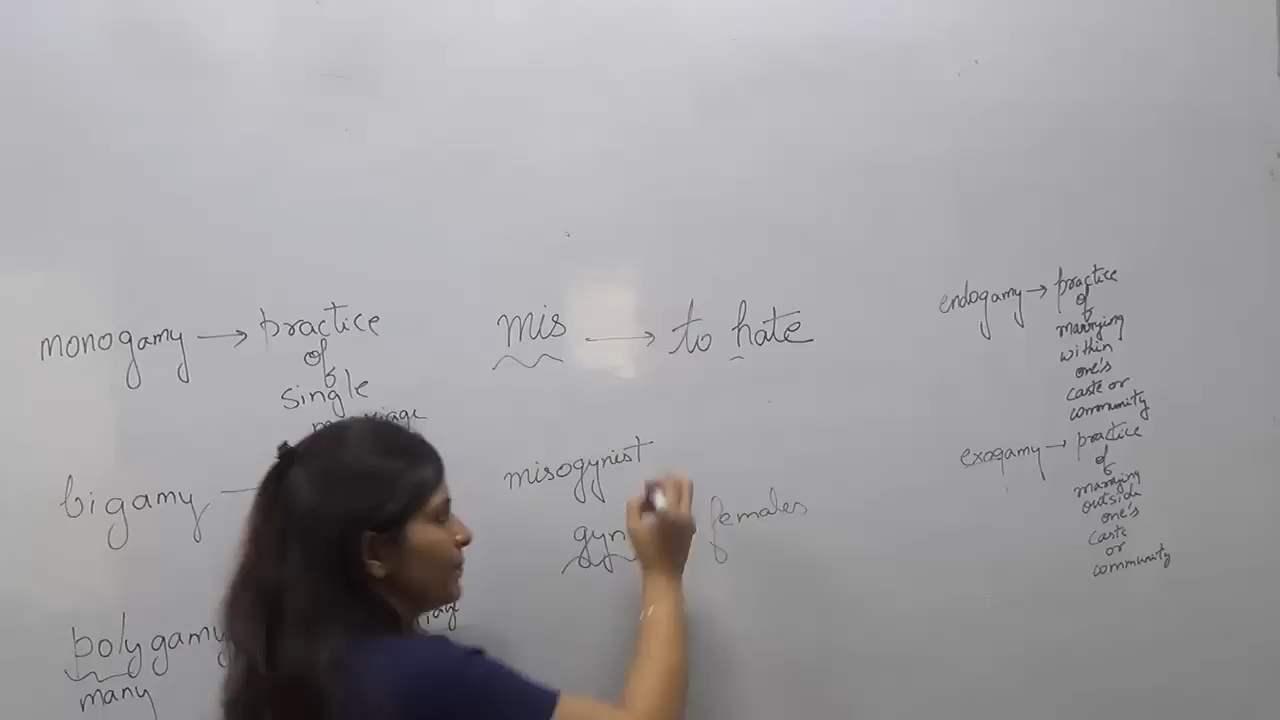 monogamy → practice
of
single
bigamy
polygamy
many
mis → to hate
misogynist
gyn
females
endogamy → practice
of
marrying
within
one's
caste or
community
exogamy → practice
of
marrying
outside
one's
caste
or
community